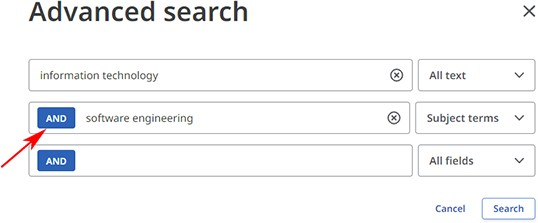 Advanced search
information technology All text
AND software engineering Subject terms
AND All fields
Cancel Search